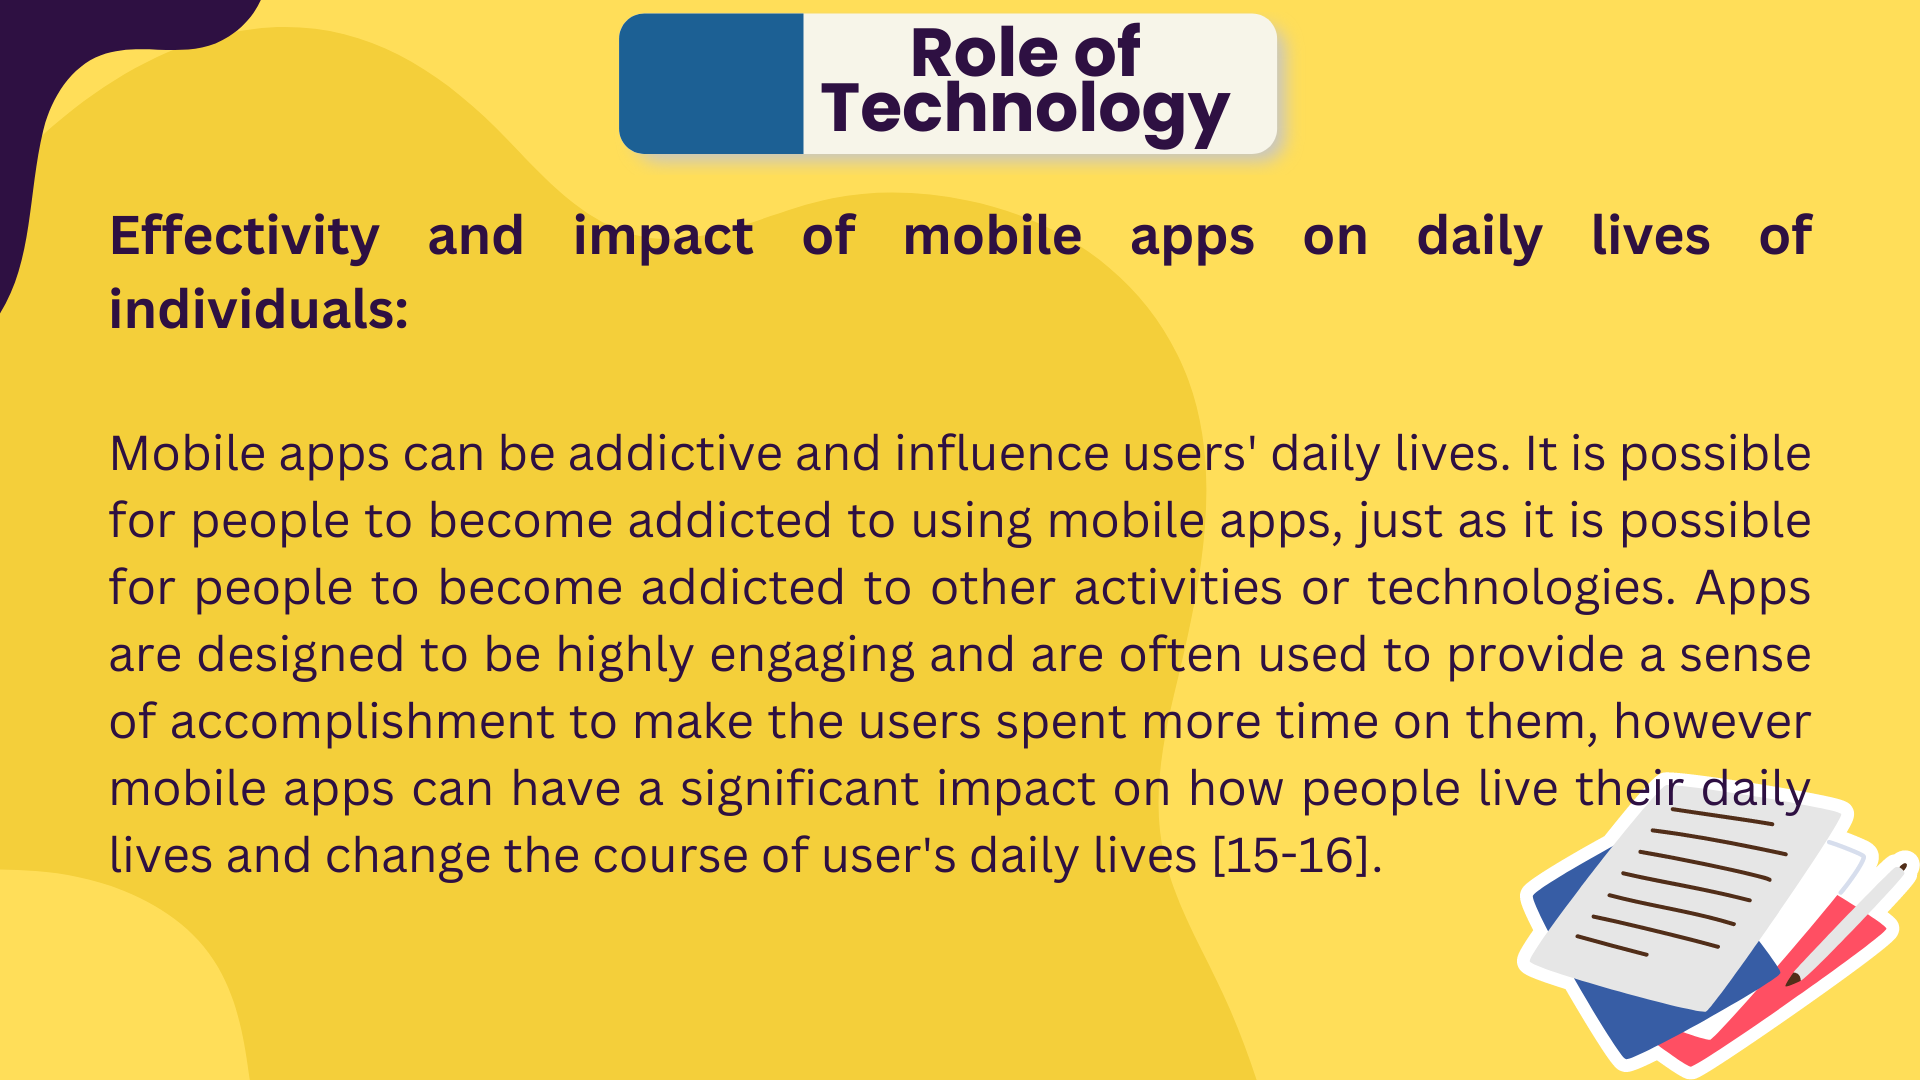 Role of
Technology
Effectivity and impact of mobile apps on daily lives of
individuals:
Mobile apps can be addictive and influence users' daily lives. It is possible
for people to become addicted to using mobile apps, just as it is possible
for people to become addicted to other activities or technologies. Apps
are designed to be highly engaging and are often used to provide a sense
of accomplishment to make the users spent more time on them, however
mobile apps can have a significant impact on how people live their daily
lives and change the course of user's daily lives [15-16].